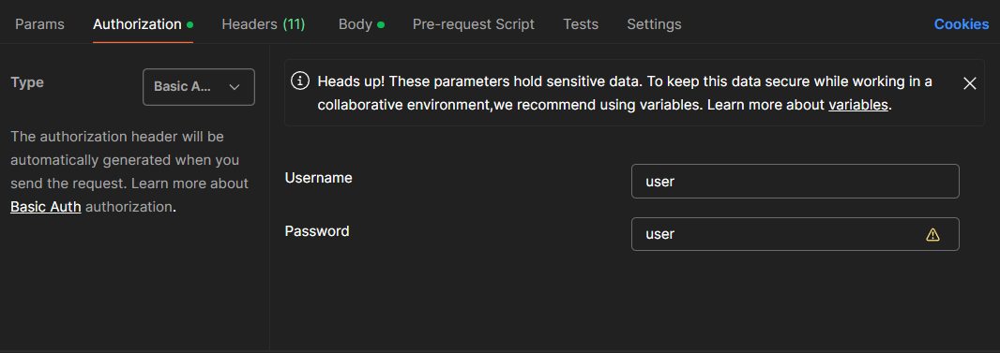 Params Authorization Headers (11) Body Pre-request Script Tests Settings Cookies
Type Basic A...
The authorization header will be
automatically generated when you
send the request. Learn more about
Basic Auth authorization.
Heads up! These parameters hold sensitive data. To keep this data secure while working in a
collaborative environment,we recommend using variables. Learn more about variables.
Username user
Password user